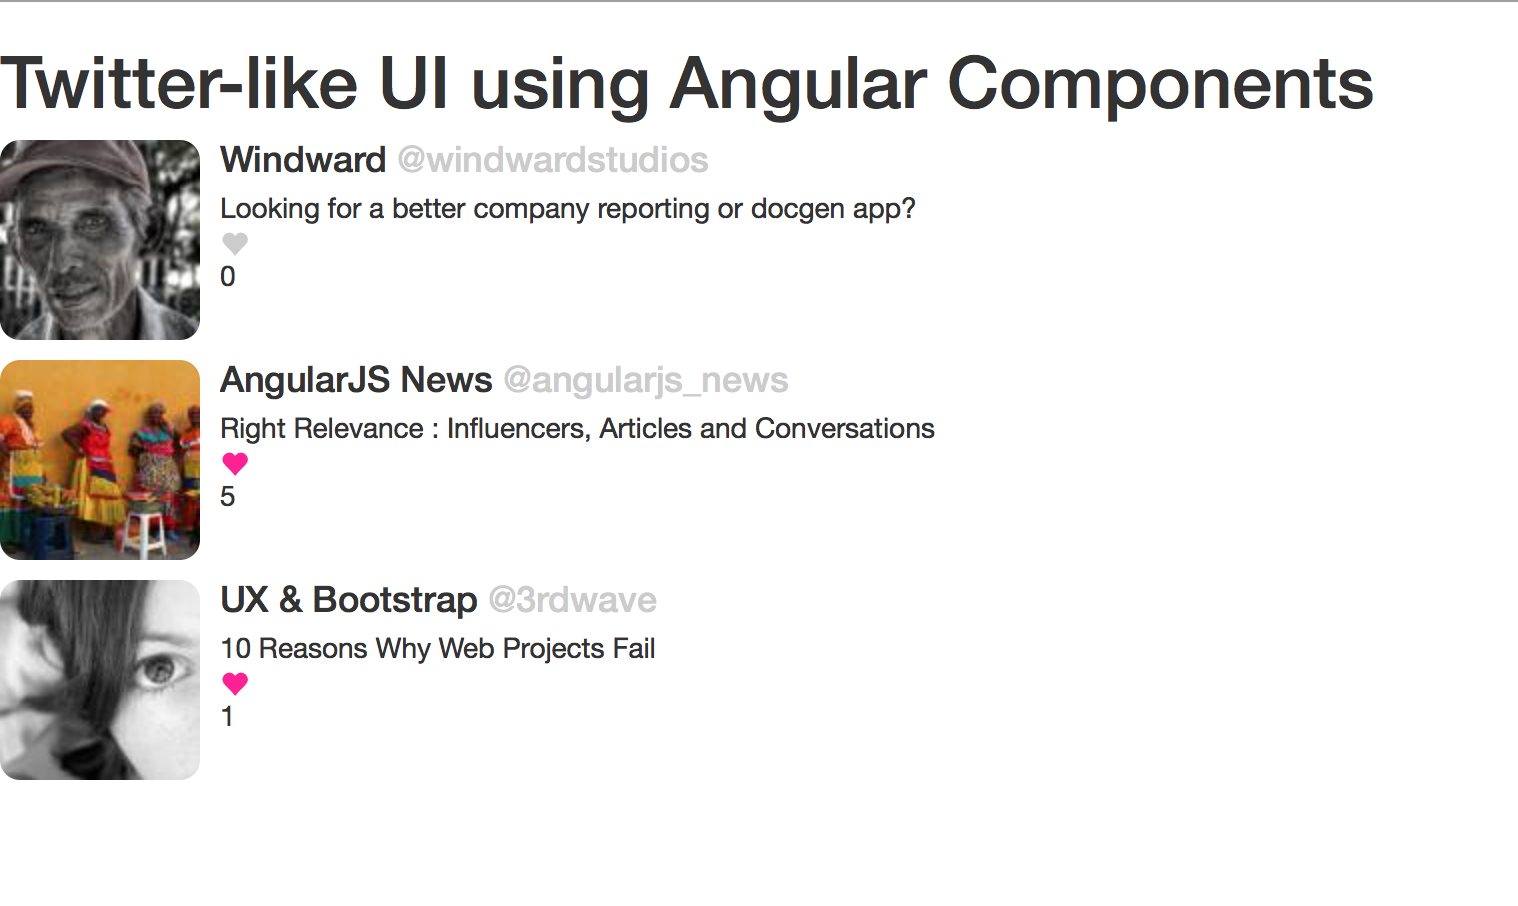 Twitter-like UI using Angular Components
Windward @windwardstudios
Looking for a better company reporting or docgen app?
0
AngularJS News @angularjs_news
Right Relevance : Influencers, Articles and Conversations
5
UX & Bootstrap @3rdwave
10 Reasons Why Web Projects Fail
1